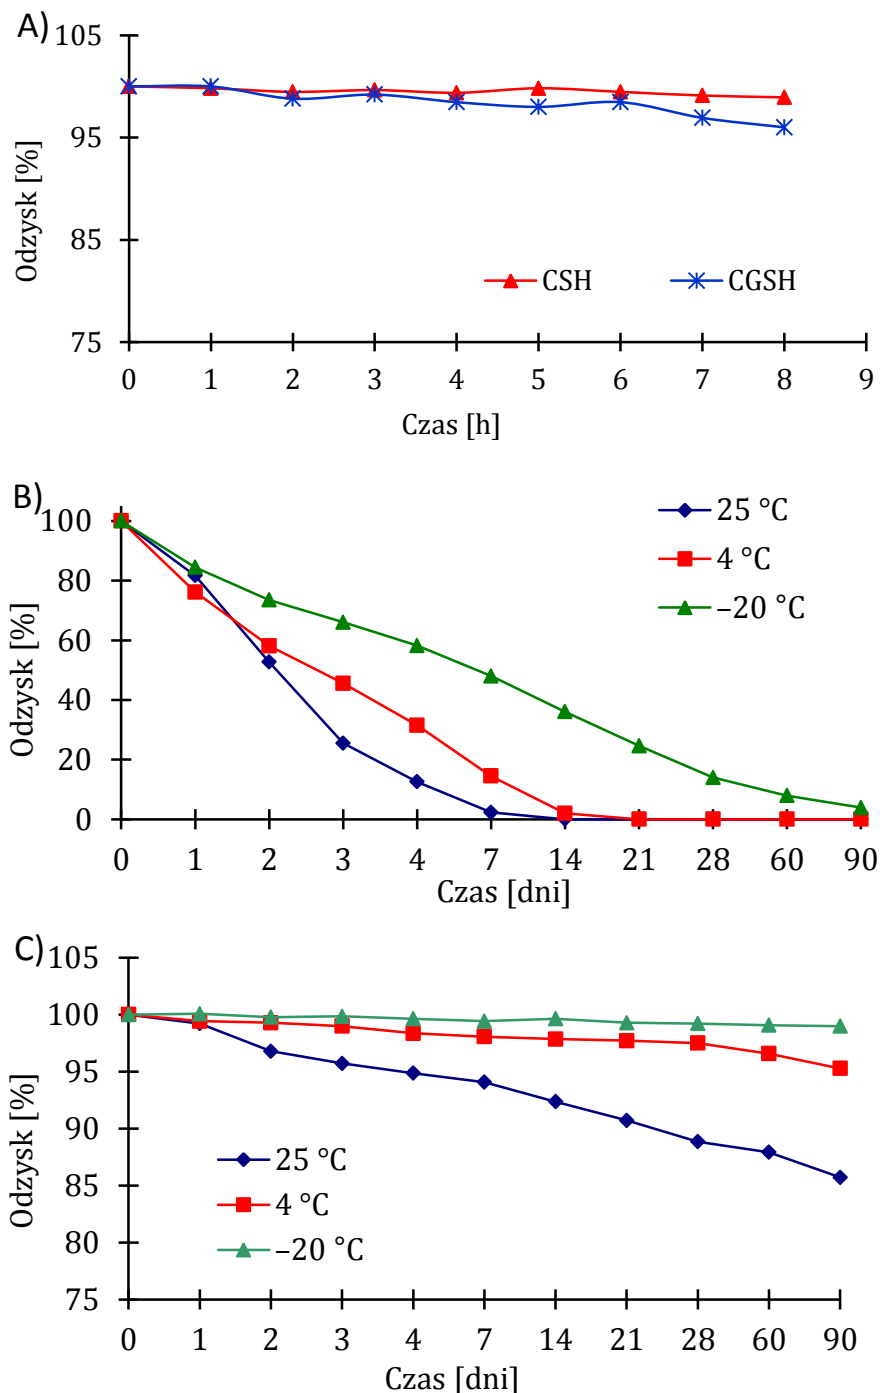 A)
105
95
85
75
Odzysk [%]
CSH
CGSH
0 1 2 3 4 5 6 7 8 9
Czas [h]
B)
100
80
60
40
20
0
Odzysk [%]
25 °C
4 °C
–20 °C
0 1 2 3 4 7 14 21 28 60 90
Czas [dni]
C)
105
100
95
90
85
80
75
Odzysk [%]
25 °C
4 °C
–20 °C
0 1 2 3 4 7 14 21 28 60 90
Czas [dni]